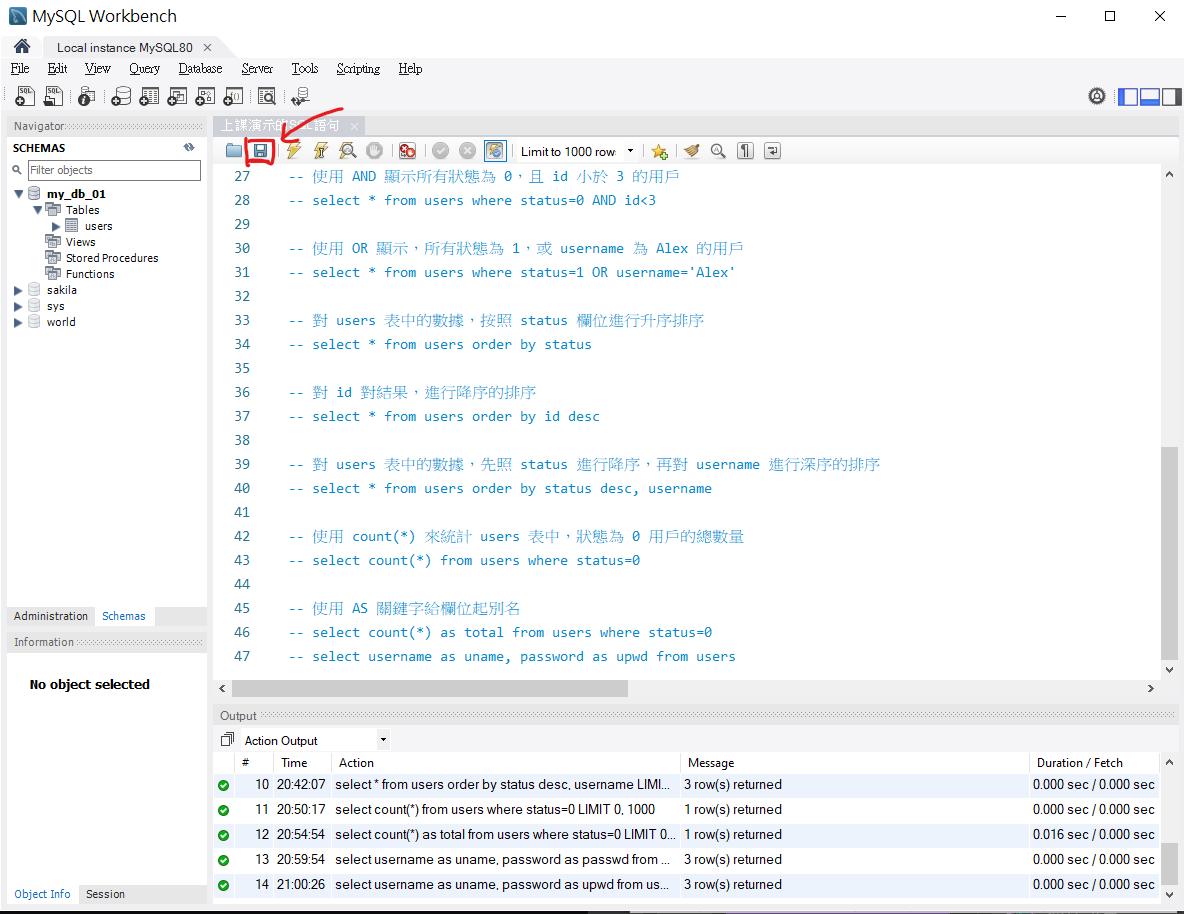 MySQL Workbench
Local instance MySQL80
File Edit View Query Database Server Tools Scripting Help
Navigator
SCHEMAS
Filter objects
my_db_01
Tables
users
Views
Stored Procedures
Functions
sakila
sys
world
Administration Schemas
Information
No object selected
Object Info Session
上課演示的SQL語句
Limit to 1000 row
27 -- 使用 AND 顯示所有狀態為 0，且 id 小於 3 的用戶
28 -- select * from users where status=0 AND id<3
29
30 -- 使用 OR 顯示，所有狀態為 1，或 username 為 Alex 的用戶
31 -- select * from users where status=1 OR username='Alex'
32
33 -- 對 users 表中的數據，按照 status 欄位進行升序排序
34 -- select * from users order by status
35
36 -- 對 id 對結果，進行降序的排序
37 -- select * from users order by id desc
38
39 -- 對 users 表中的數據，先照 status 進行降序，再對 username 進行深序的排序
40 -- select * from users order by status desc, username
41
42 -- 使用 count(*) 來統計 users 表中，狀態為 0 用戶的總數量
43 -- select count(*) from users where status=0
44
45 -- 使用 AS 關鍵字給欄位起別名
46 -- select count(*) as total from users where status=0
47 -- select username as uname, password as upwd from users
Output
Action Output
# Time Action Message Duration / Fetch
10 20:42:07 select * from users order by status desc, username LIMI... 3 row(s) returned 0.000 sec / 0.000 sec
11 20:50:17 select count(*) from users where status=0 LIMIT 0, 1000 1 row(s) returned 0.000 sec / 0.000 sec
12 20:54:54 select count(*) as total from users where status=0 LIMIT 0... 1 row(s) returned 0.016 sec / 0.000 sec
13 20:59:54 select username as uname, password as passwd from ... 3 row(s) returned 0.000 sec / 0.000 sec
14 21:00:26 select username as uname, password as upwd from us... 3 row(s) returned 0.000 sec / 0.000 sec